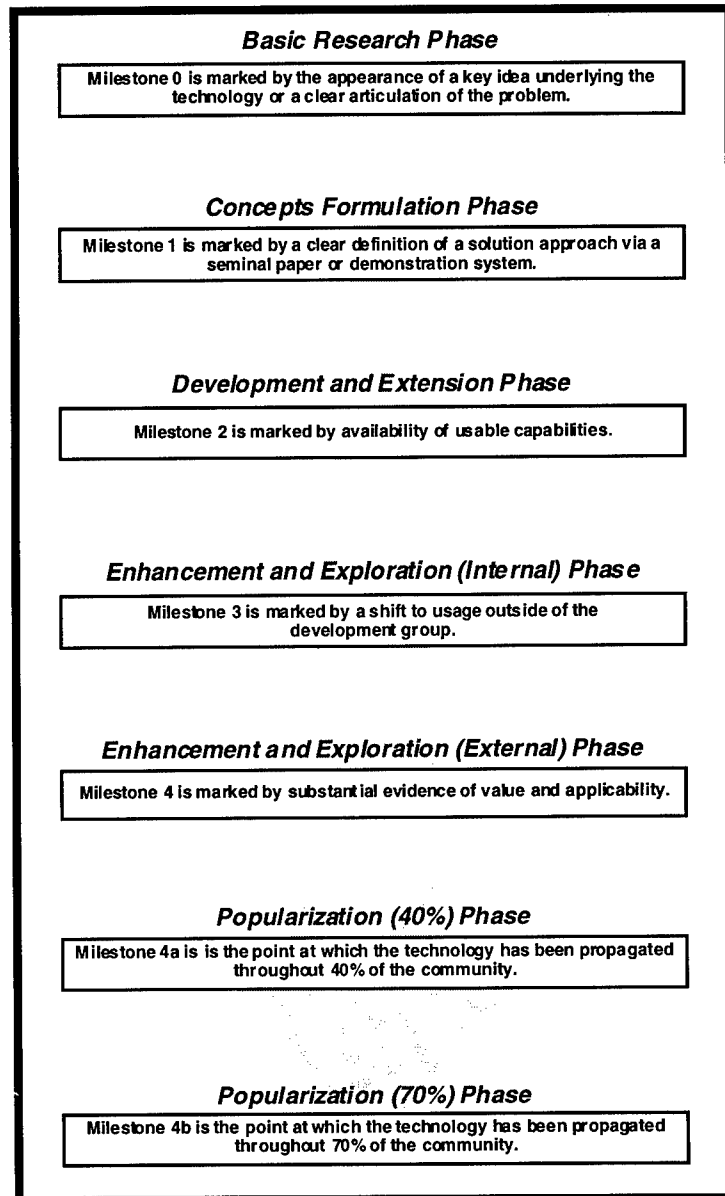 Basic Research Phase
Milestone 0 is marked by the appearance of a key idea underlying the
technology or a clear articulation of the problem.
Concepts Formulation Phase
Milestone 1 is marked by a clear definition of a solution approach via a
seminal paper or demonstration system.
Development and Extension Phase
Milestone 2 is marked by availability of usable capabilities.
Enhancement and Exploration (Internal) Phase
Milestone 3 is marked by a shift to usage outside of the
development group.
Enhancement and Exploration (External) Phase
Milestone 4 is marked by substantial evidence of value and applicability.
Popularization (40%) Phase
Milestone 4a is is the point at which the technology has been propagated
throughout 40% of the community.
Popularization (70%) Phase
Milestone 4b is the point at which the technology has been propagated
throughout 70% of the community.